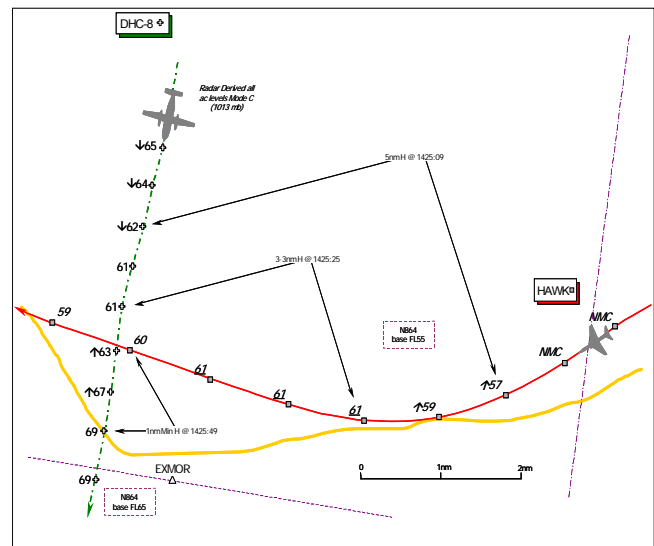 DHC-8
Radar Derived all
ac levels Mode C
(1013 mb)
↓65
5nmH @ 1425:09
↓64
↓62
61
3·3nmH @ 1425:25
HAWK
61
59
NMC
N864
base FL55
NMC
↑63
60
↑57
61
↑67
61
61
↑59
69
1nmMin H @ 1425:49
EXMOR
0
1nm
2nm
69
N864
base FL65